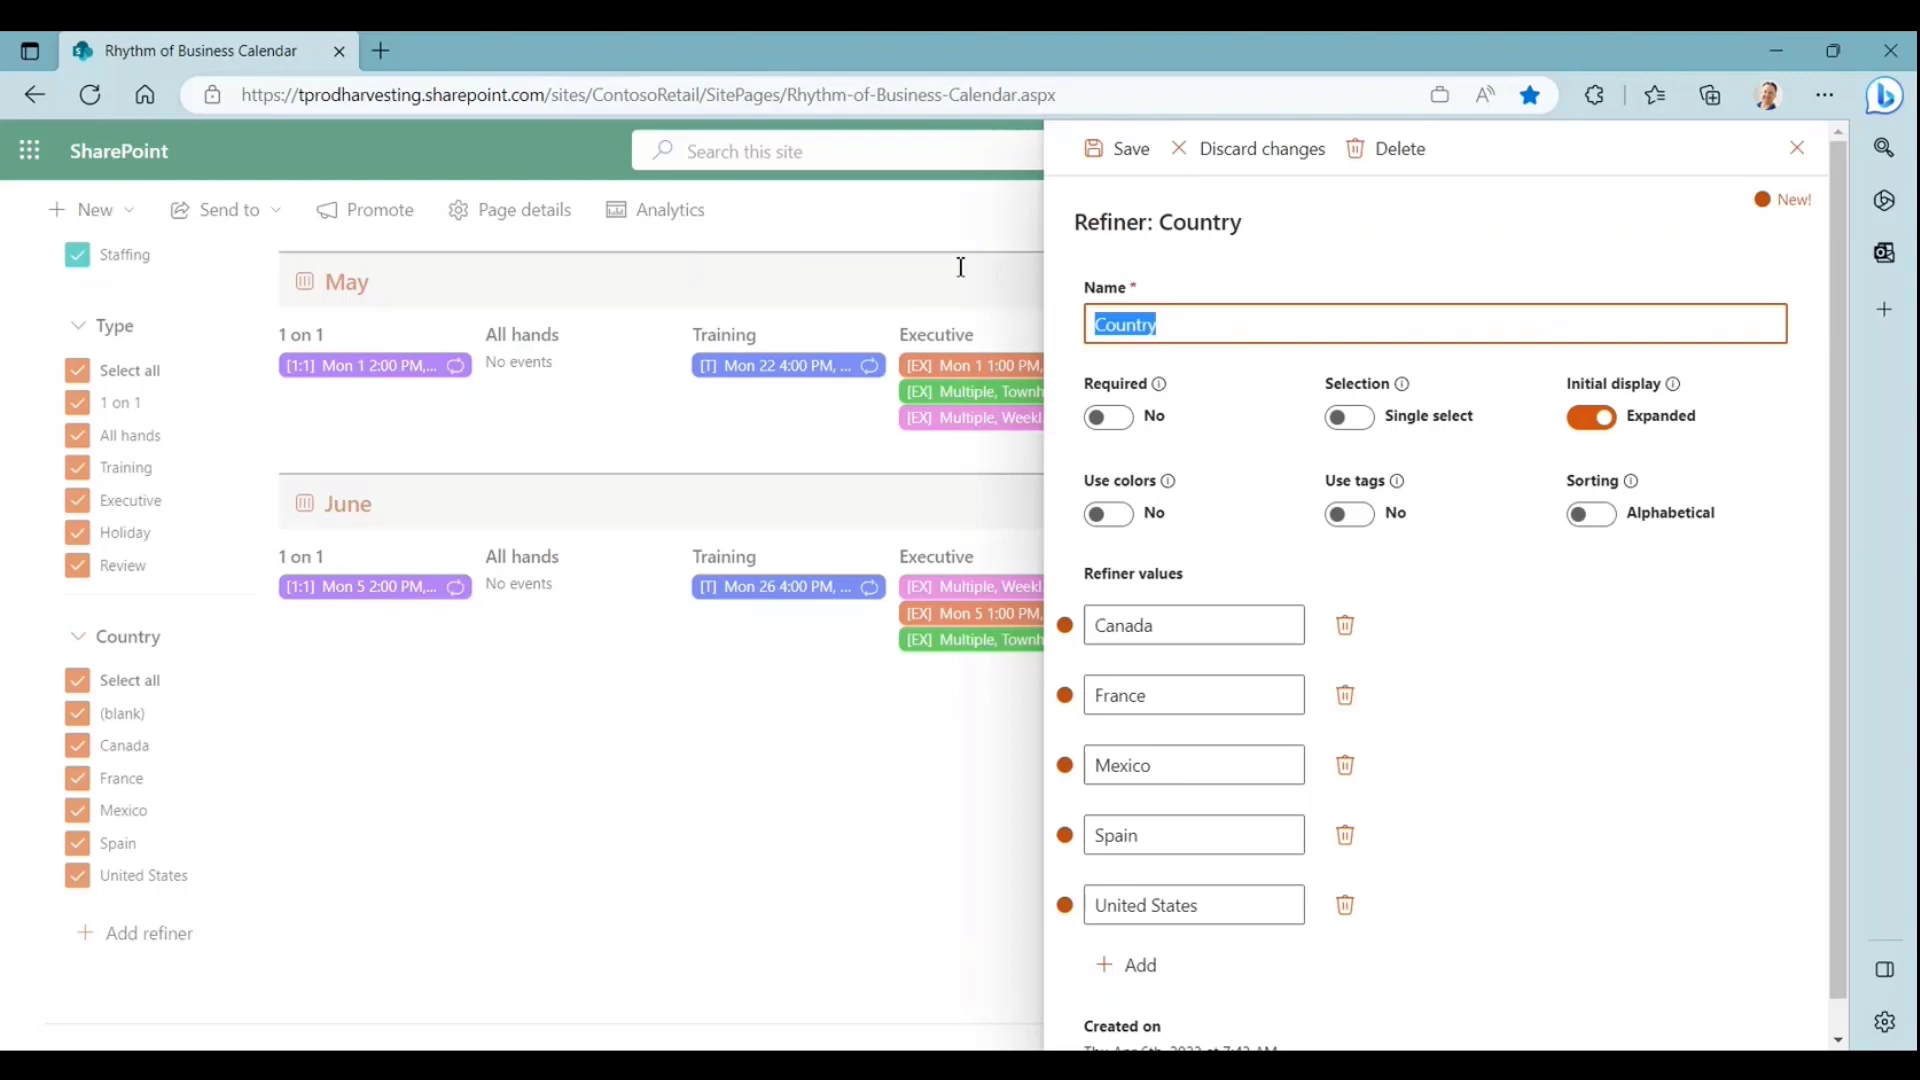 Rhythm of Business Calendar
https://tprodharvesting.sharepoint.com/sites/ContosoRetail/SitePages/Rhythm-of-Business-Calendar.aspx
SharePoint
Search this site
New
Send to
Promote
Page details
Analytics
Staffing
Type
Select all
1 on 1
All hands
Training
Executive
Holiday
Review
Country
Select all
(blank)
Canada
France
Mexico
Spain
United States
Add refiner
May
1 on 1
All hands
Training
Executive
[1:1] Mon 1 2:00 PM,...
No events
[T] Mon 22 4:00 PM, ...
[EX] Mon 1 1:00 PM,
[EX] Multiple, Townh
[EX] Multiple, Weekl
June
1 on 1
All hands
Training
Executive
[1:1] Mon 5 2:00 PM,...
No events
[T] Mon 26 4:00 PM, ...
[EX] Multiple, Weekl
[EX] Mon 5 1:00 PM,
[EX] Multiple, Townh
Save
Discard changes
Delete
New!
Refiner: Country
Name *
Country
Required
No
Selection
Single select
Initial display
Expanded
Use colors
No
Use tags
No
Sorting
Alphabetical
Refiner values
Canada
France
Mexico
Spain
United States
Add
Created on